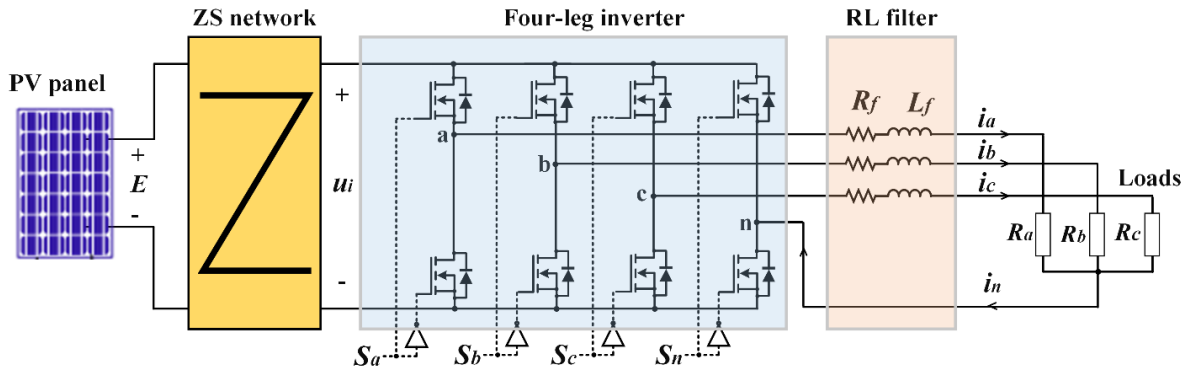 ZS network
Four-leg inverter
RL filter
PV panel
+
E
-
+
ui
-
a
b
c
n
Rf
Lf
ia
ib
ic
Loads
Ra
Rb
Rc
in
Sa
Sb
Sc
Sn